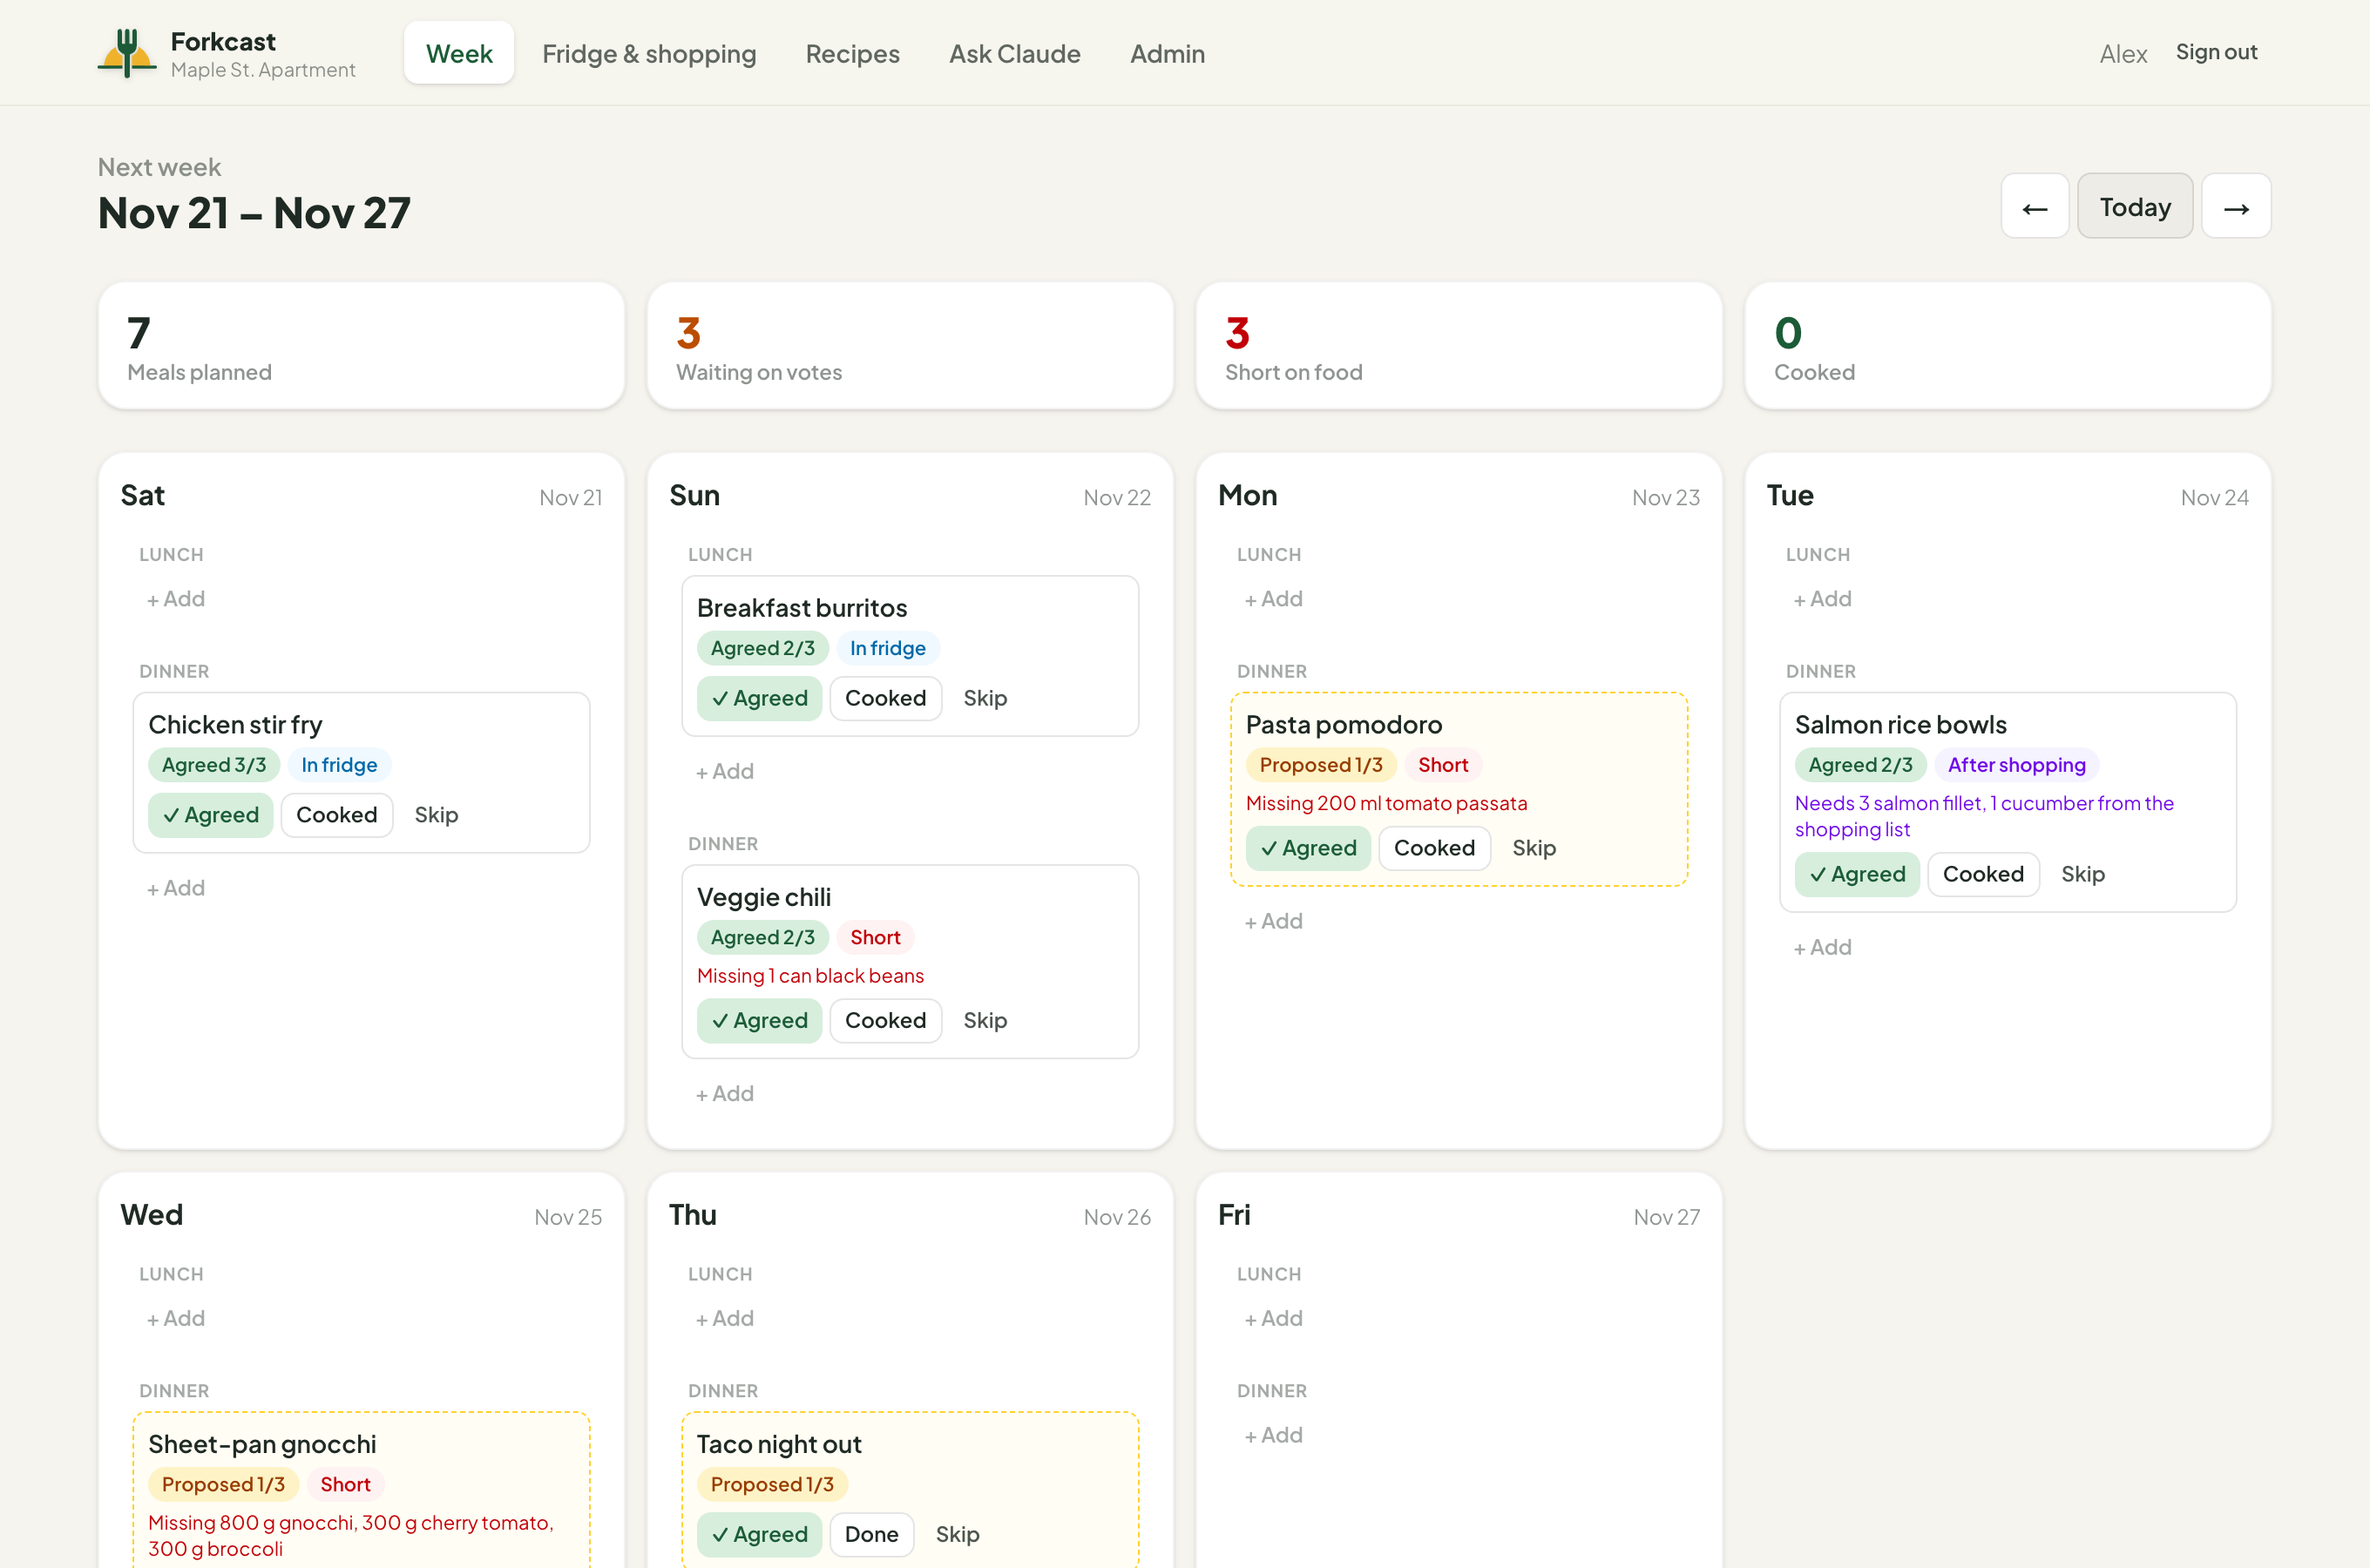 Forkcast
Maple St. Apartment
Week
Fridge & shopping
Recipes
Ask Claude
Admin
Alex
Sign out
Next week
Nov 21 – Nov 27
←
Today
→
7
Meals planned
3
Waiting on votes
3
Short on food
0
Cooked
Sat
Nov 21
LUNCH
+ Add
DINNER
Chicken stir fry
Agreed 3/3
In fridge
✓ Agreed
Cooked
Skip
+ Add
Sun
Nov 22
LUNCH
Breakfast burritos
Agreed 2/3
In fridge
✓ Agreed
Cooked
Skip
+ Add
DINNER
Veggie chili
Agreed 2/3
Short
Missing 1 can black beans
✓ Agreed
Cooked
Skip
+ Add
Mon
Nov 23
LUNCH
+ Add
DINNER
Pasta pomodoro
Proposed 1/3
Short
Missing 200 ml tomato passata
✓ Agreed
Cooked
Skip
+ Add
Tue
Nov 24
LUNCH
+ Add
DINNER
Salmon rice bowls
Agreed 2/3
After shopping
Needs 3 salmon fillet, 1 cucumber from the
shopping list
✓ Agreed
Cooked
Skip
+ Add
Wed
Nov 25
LUNCH
+ Add
DINNER
Sheet-pan gnocchi
Proposed 1/3
Short
Missing 800 g gnocchi, 300 g cherry tomato,
300 g broccoli
Thu
Nov 26
LUNCH
+ Add
DINNER
Taco night out
Proposed 1/3
✓ Agreed
Done
Skip
Fri
Nov 27
LUNCH
+ Add
DINNER
+ Add